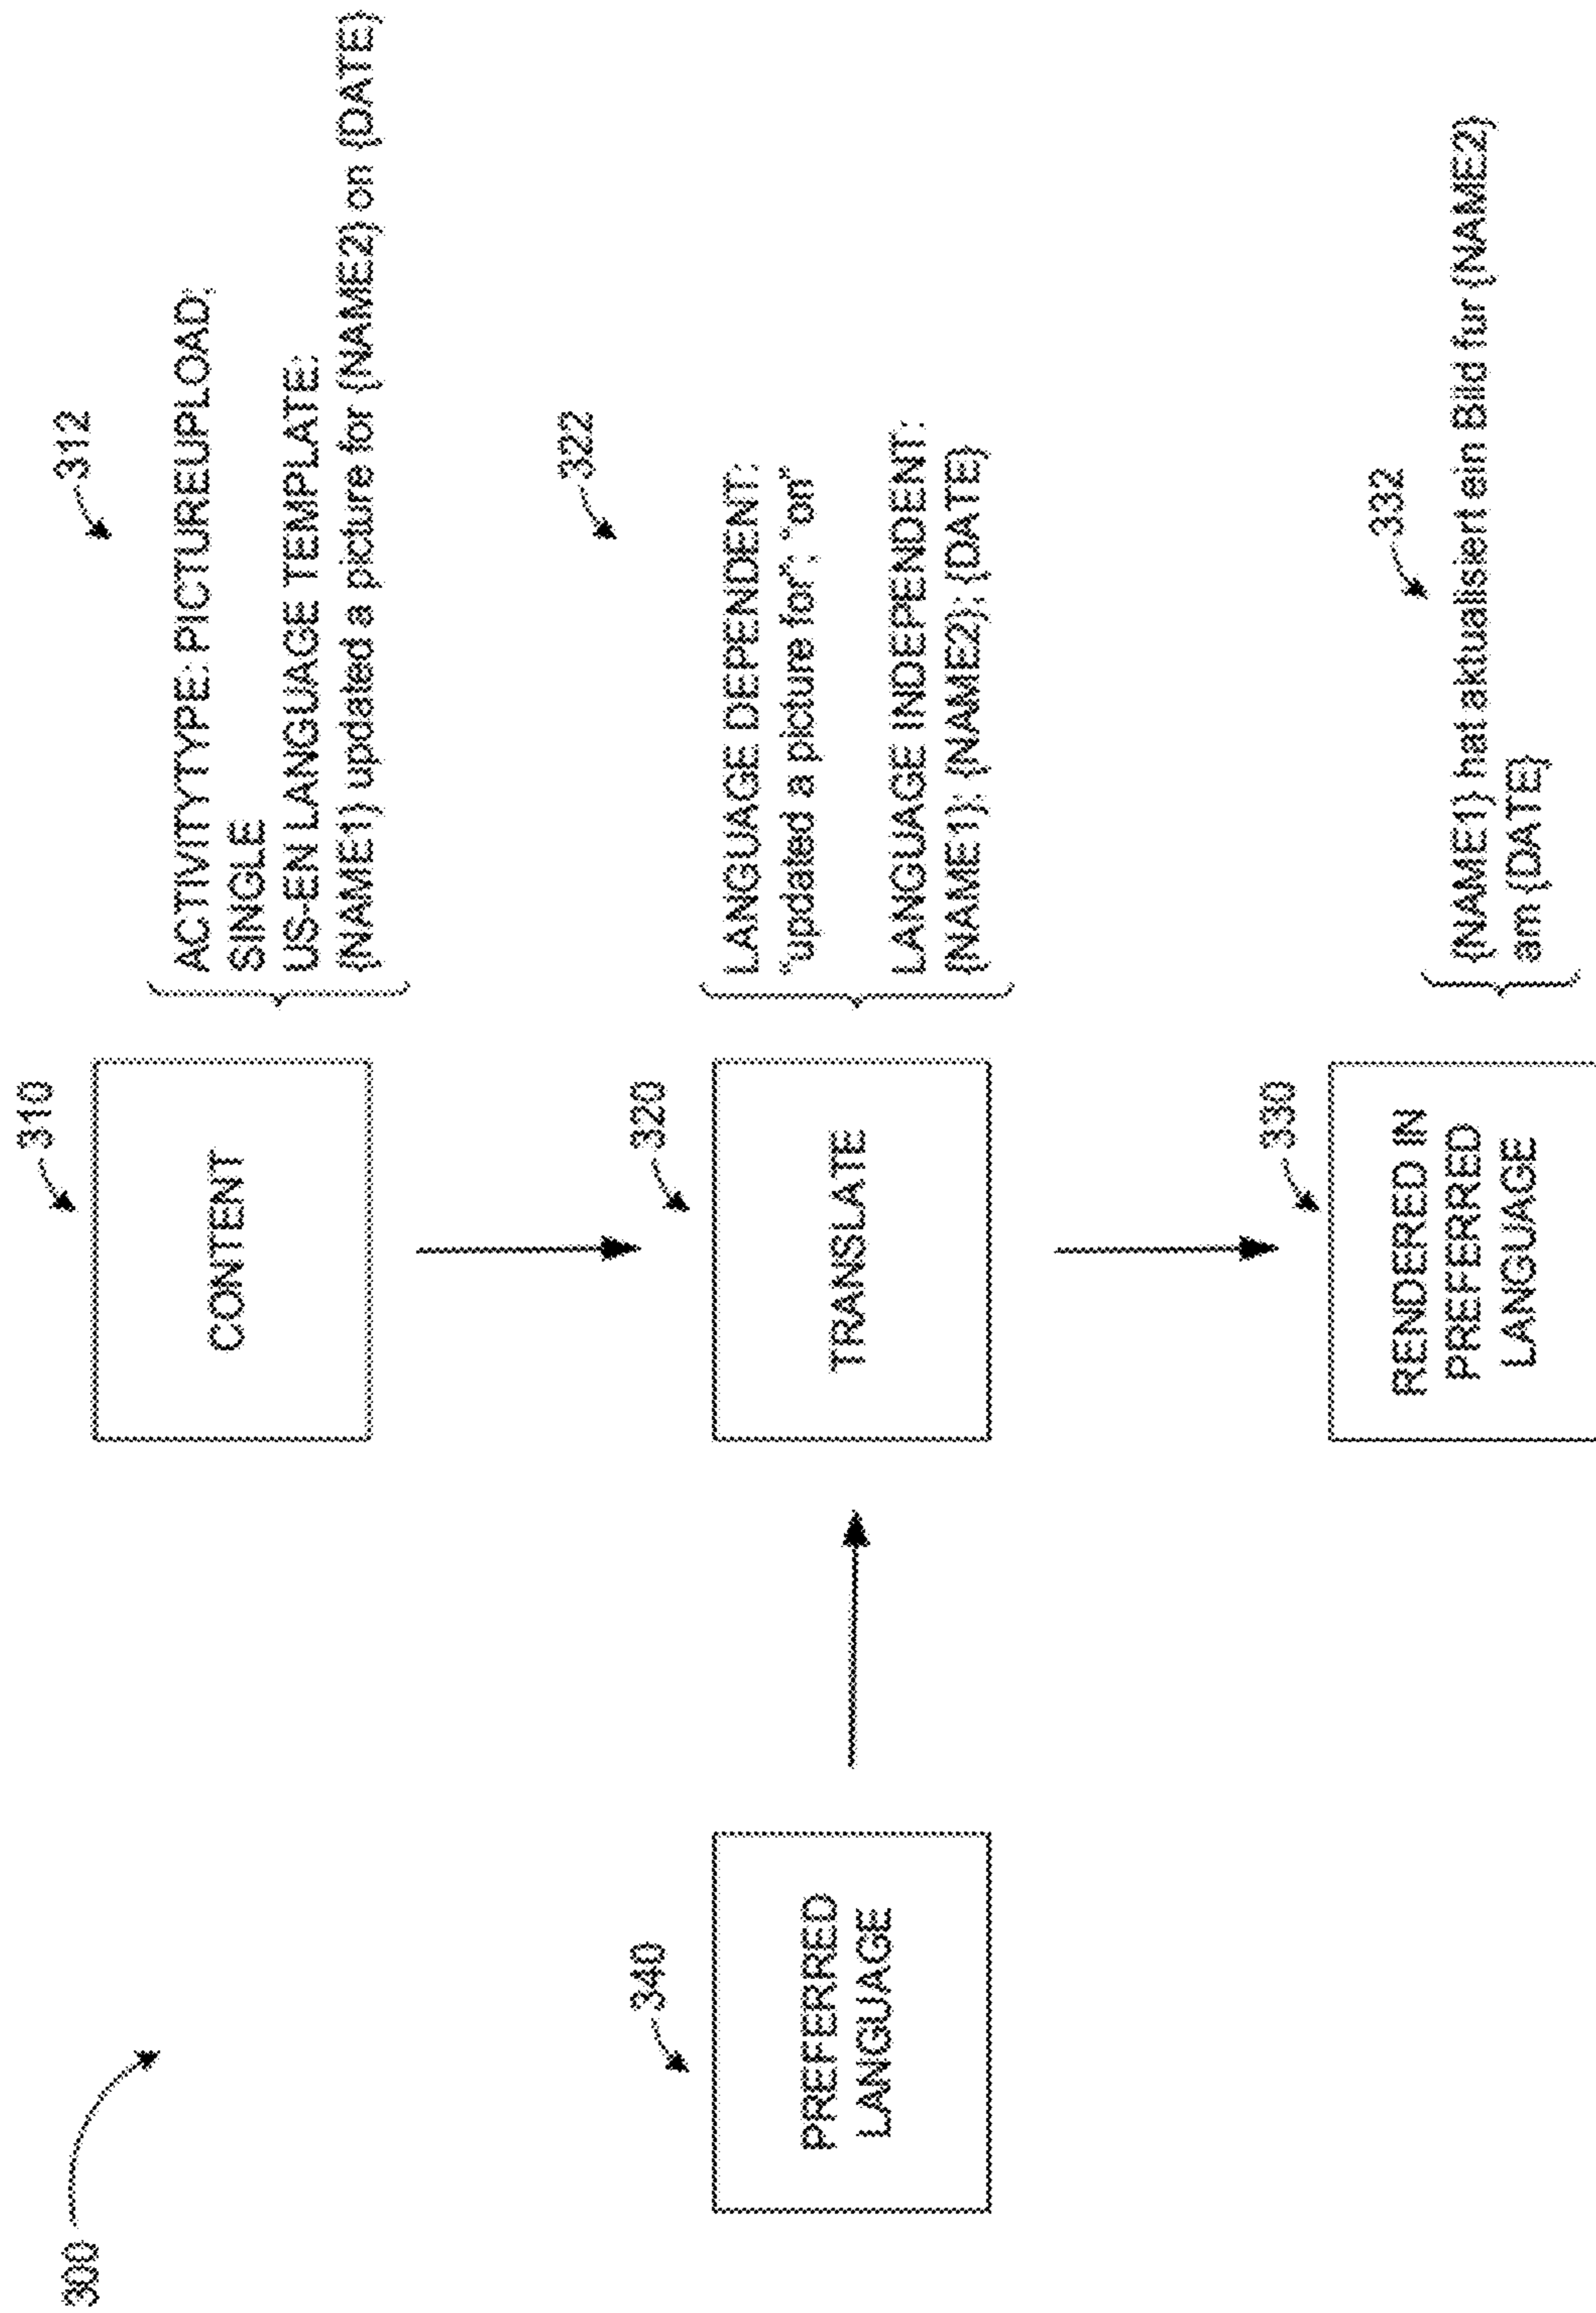 300
310
CONTENT
312
ACTIVITYTYPE: PICTUREUPLOAD;
SINGLE
US-EN LANGUAGE TEMPLATE:
{NAME1} updated a picture for {NAME2} on {DATE}
340
PREFERRED
LANGUAGE
320
TRANSLATE
322
LANGUAGE DEPENDENT:
"updated a picture for"; "on"
LANGUAGE INDEPENDENT:
{NAME1}; {NAME2}; {DATE}
330
RENDERED IN
PREFERRED
LANGUAGE
332
{NAME1} hat aktualisiert ein Bild fur {NAME2}
am {DATE}